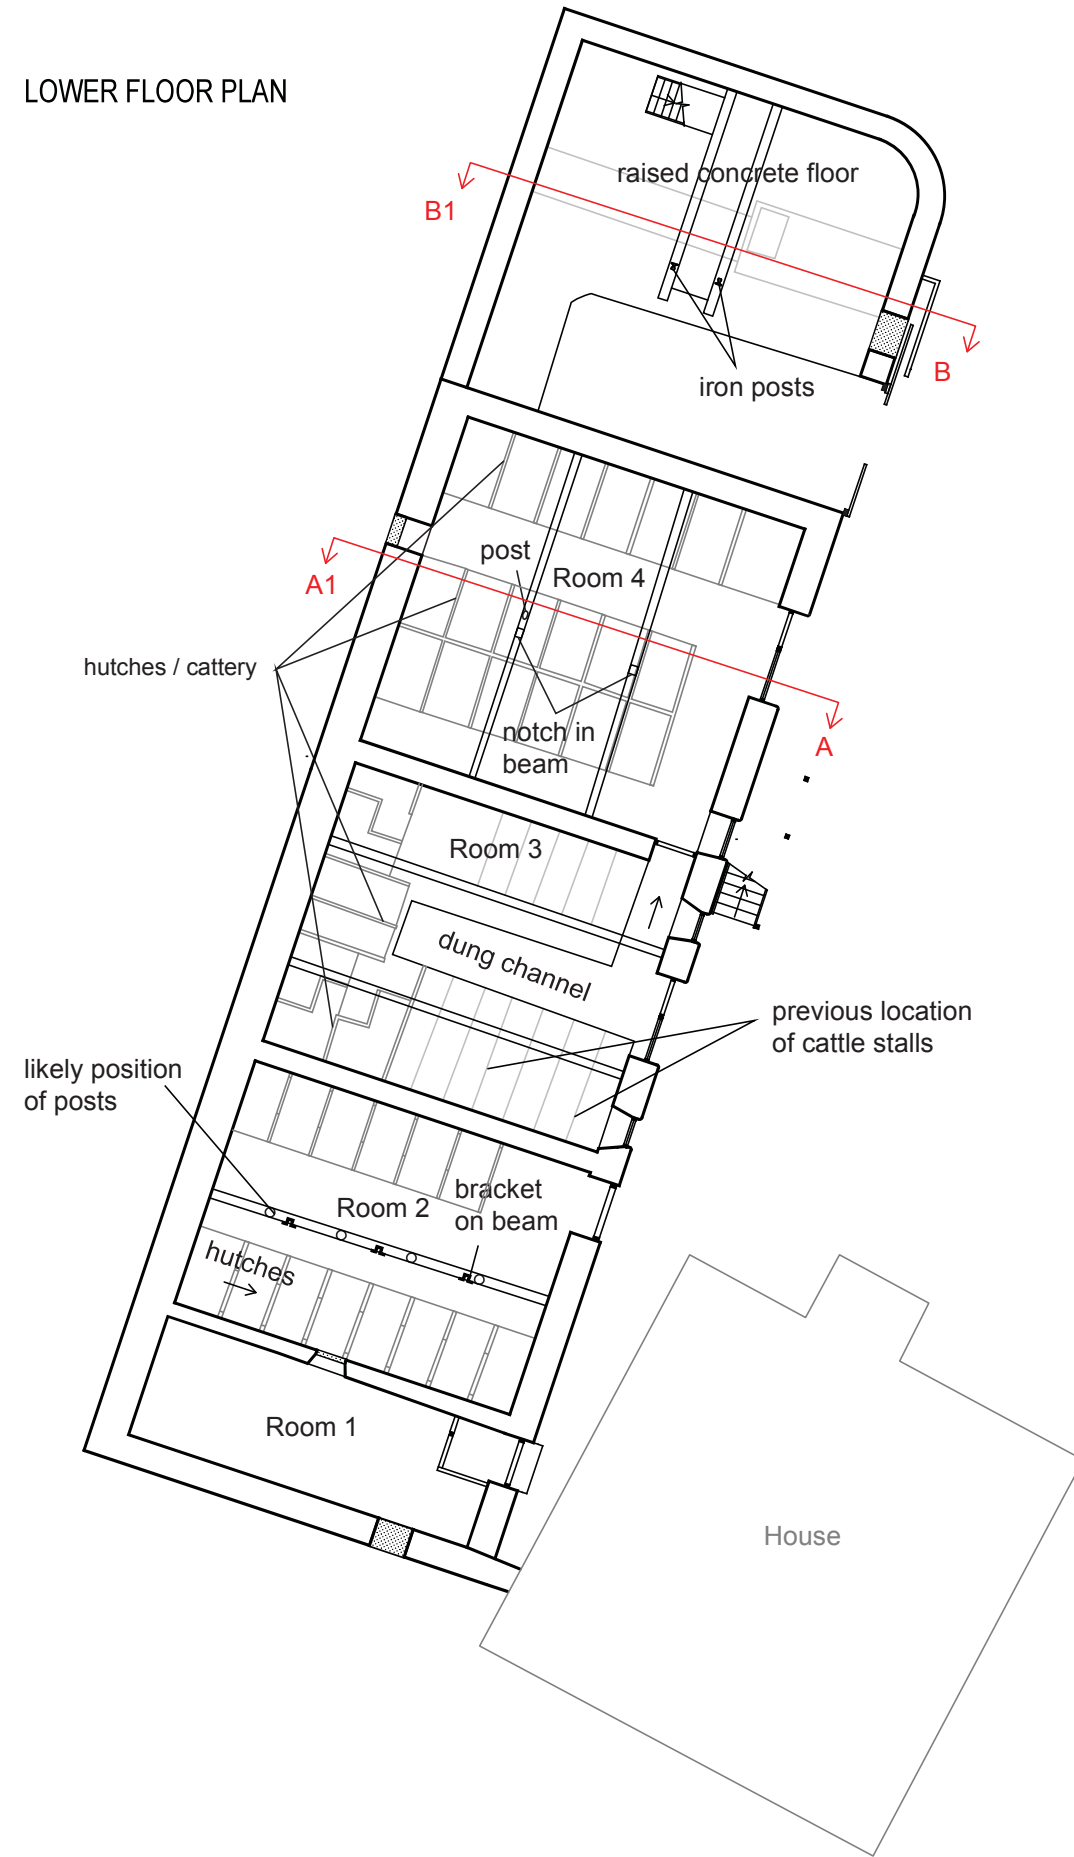 LOWER FLOOR PLAN
raised concrete floor
B1
B
iron posts
post
Room 4
A1
hutches / cattery
notch in
beam
A
Room 3
dung channel
previous location
of cattle stalls
likely position
of posts
Room 2
bracket
on beam
hutches
Room 1
House